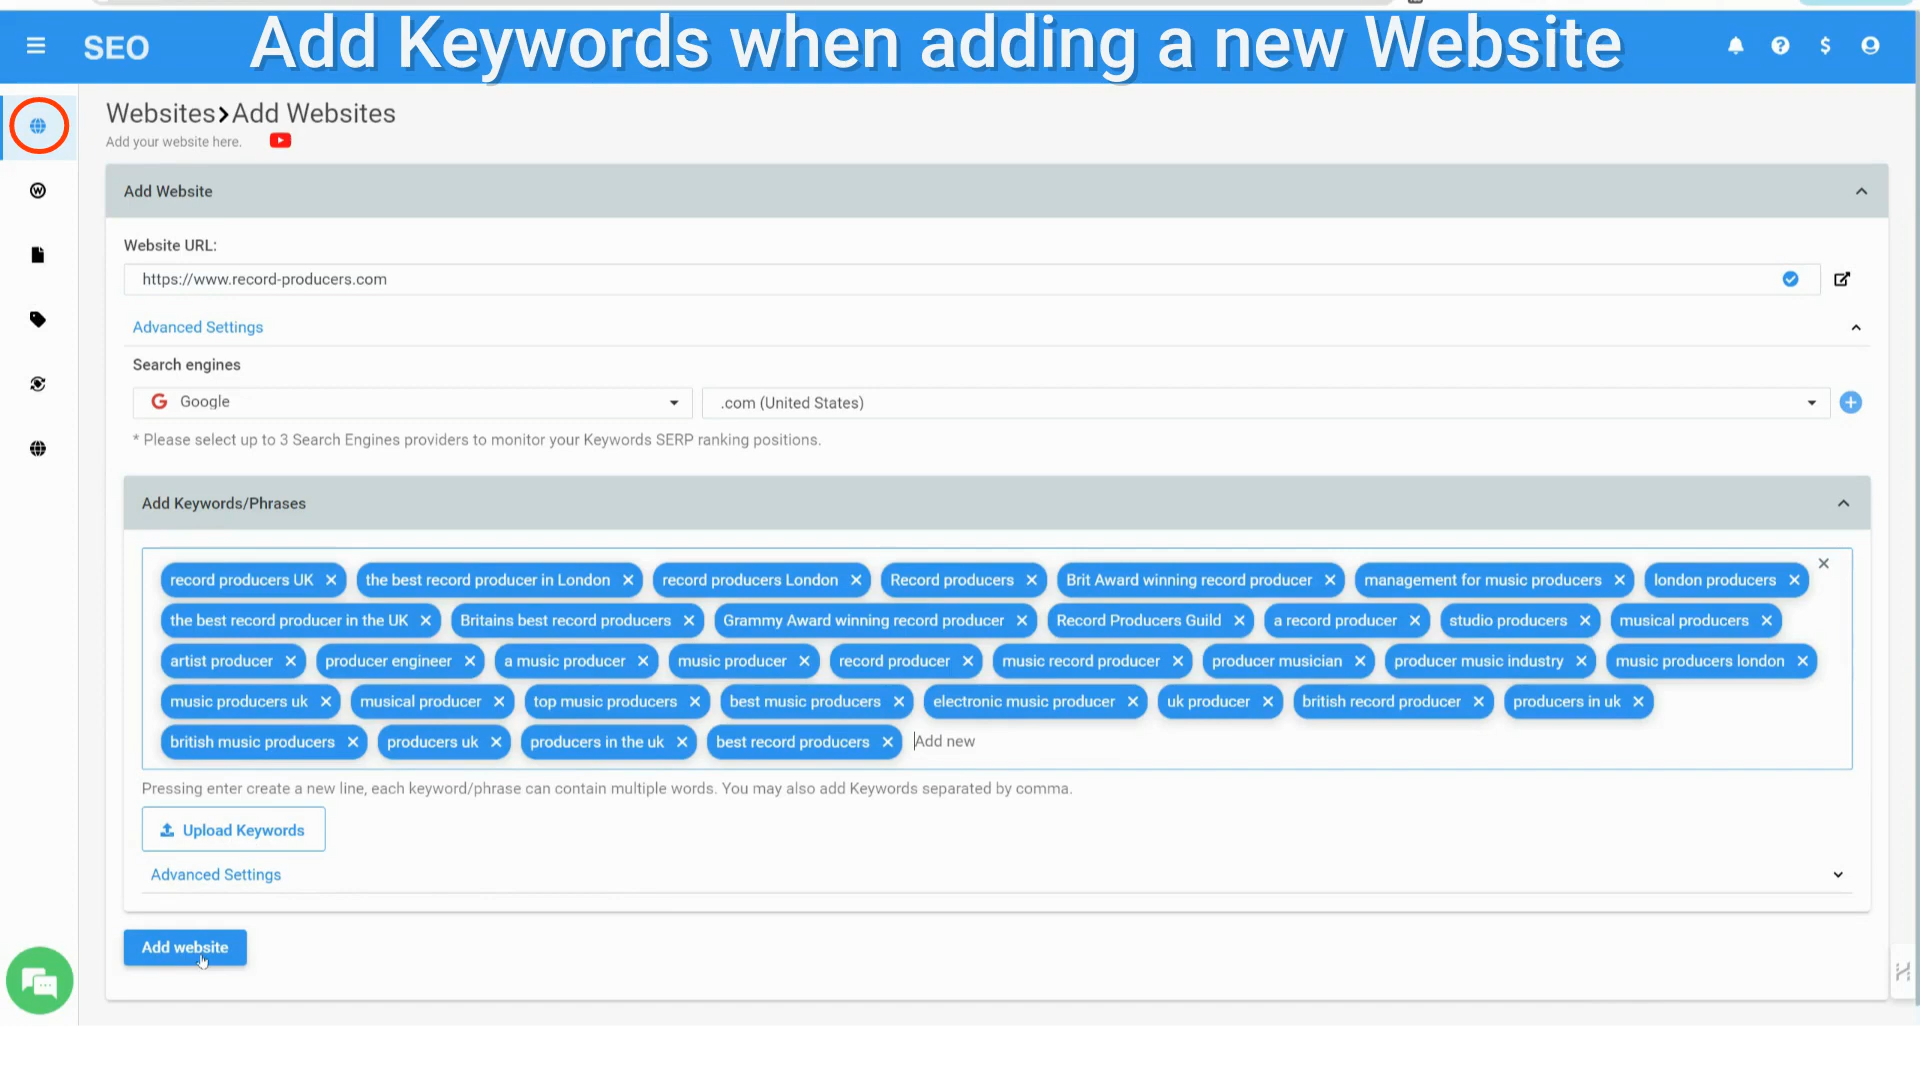 SEO
Add Keywords when adding a new Website
Websites>Add Websites
Add your website here.
Add Website
Website URL:
https://www.record-producers.com
Advanced Settings
Search engines
Google
.com (United States)
* Please select up to 3 Search Engines providers to monitor your Keywords SERP ranking positions.
Add Keywords/Phrases
record producers UK × the best record producer in London × record producers London × Record producers × Brit Award winning record producer × management for music producers × london producers ×
the best record producer in the UK × Britains best record producers × Grammy Award winning record producer × Record Producers Guild × a record producer × studio producers × musical producers ×
artist producer × producer engineer × a music producer × music producer × record producer × music record producer × producer musician × producer music industry × music producers london ×
music producers uk × musical producer × top music producers × best music producers × electronic music producer × uk producer × british record producer × producers in uk ×
british music producers × producers uk × producers in the uk × best record producers × Add new
Pressing enter create a new line, each keyword/phrase can contain multiple words. You may also add Keywords separated by comma.
Upload Keywords
Advanced Settings
Add website